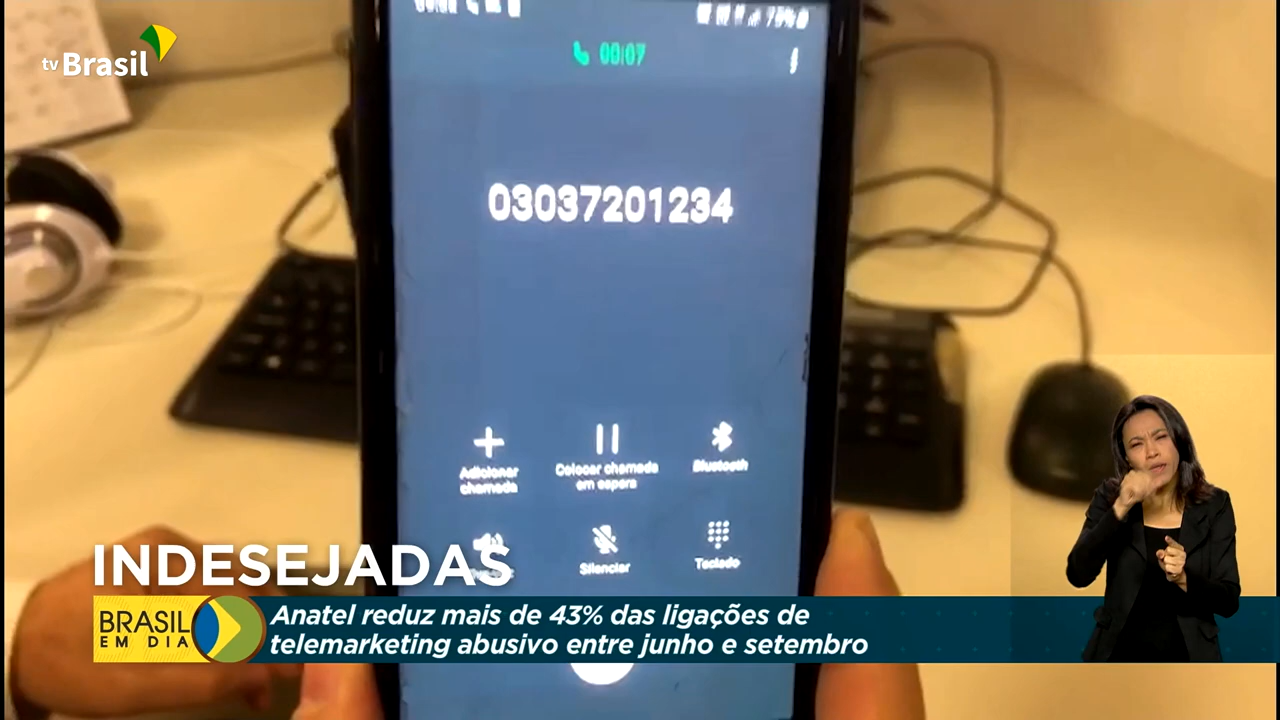 tv Brasil
00:07
03037201234
Adicionar
chamada
Colocar chamada
em espera
Bluetooth
Silenciar
Teclado
INDESEJADAS
BRASIL
EM DIA
Anatel reduz mais de 43% das ligações de
telemarketing abusivo entre junho e setembro